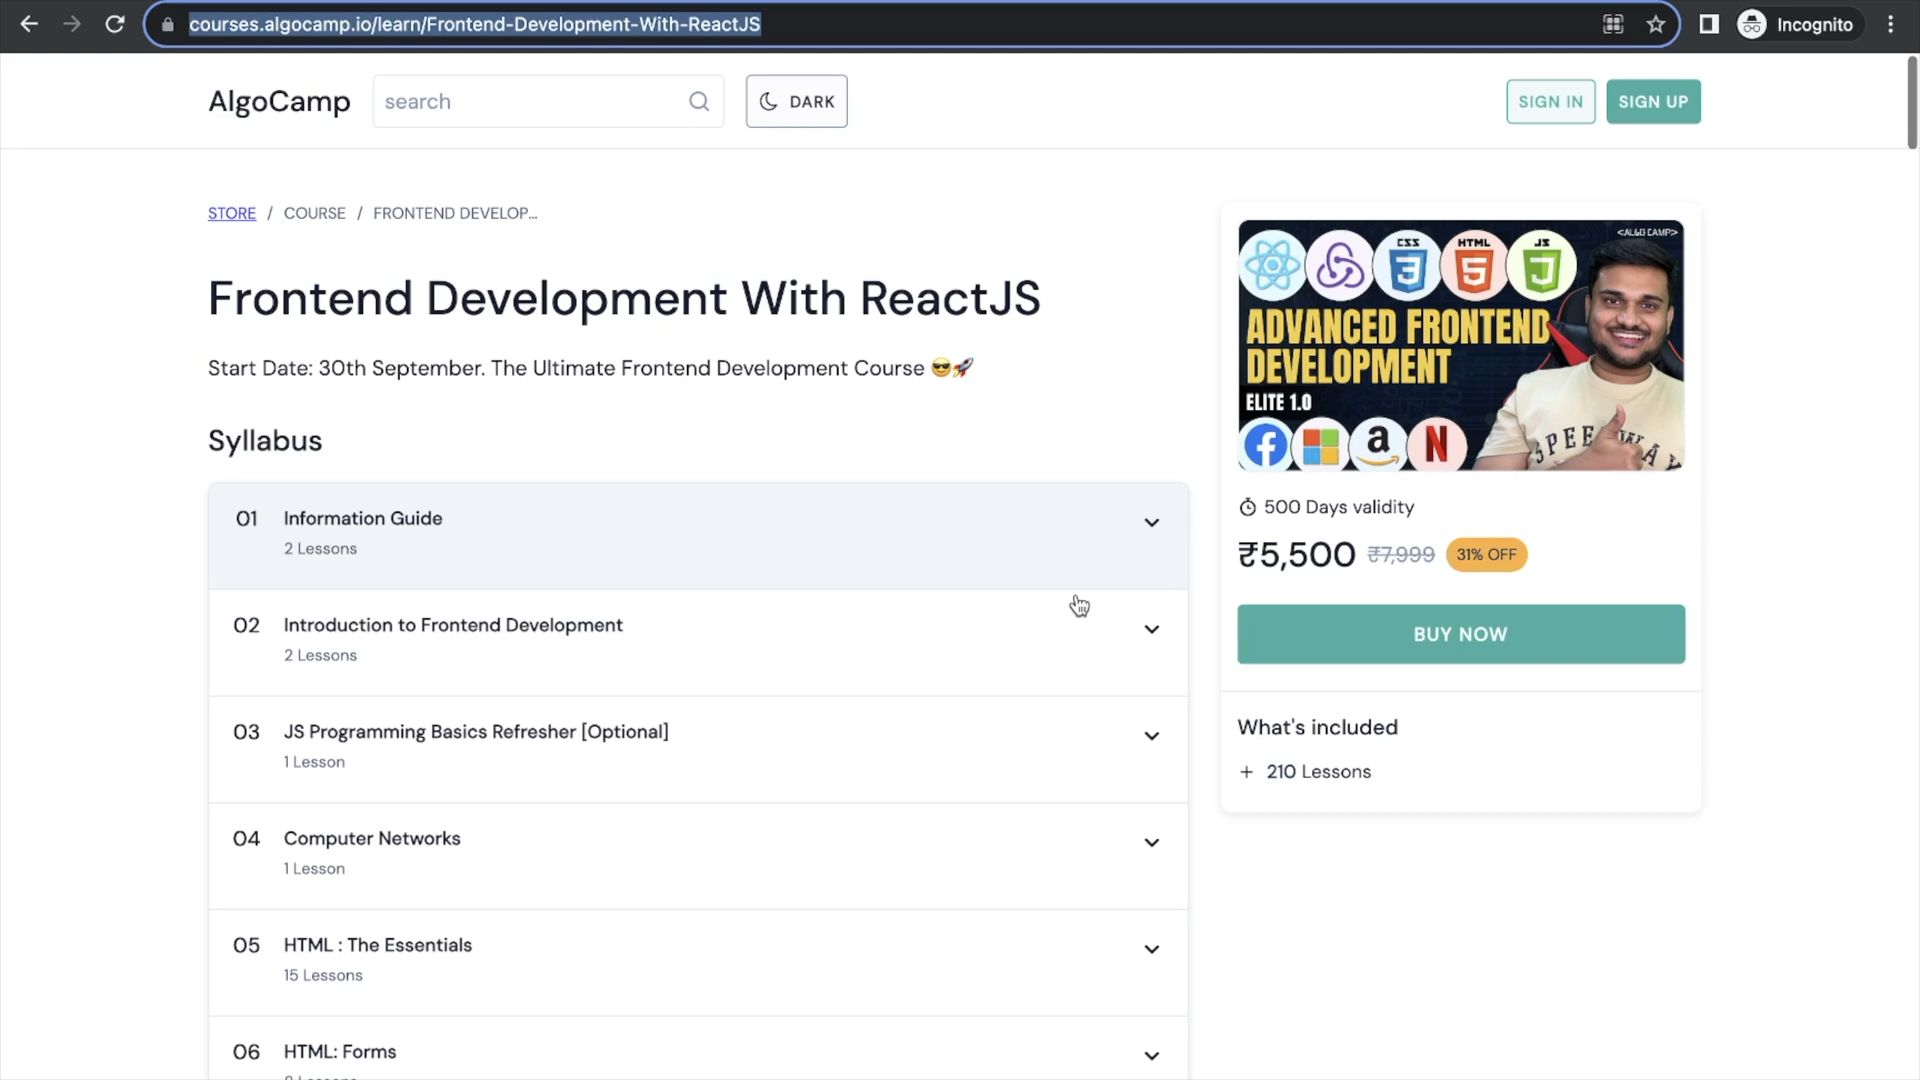 courses.algocamp.io/learn/Frontend-Development-With-ReactJS
Incognito
AlgoCamp
search
DARK
SIGN IN
SIGN UP
STORE / COURSE / FRONTEND DEVELOP...
Frontend Development With ReactJS
Start Date: 30th September. The Ultimate Frontend Development Course 😎🚀
Syllabus
01 Information Guide
2 Lessons
02 Introduction to Frontend Development
2 Lessons
03 JS Programming Basics Refresher [Optional]
1 Lesson
04 Computer Networks
1 Lesson
05 HTML : The Essentials
15 Lessons
06 HTML: Forms
<ALGO CAMP>
CSS
HTML
JS
ADVANCED FRONTEND
DEVELOPMENT
ELITE 1.0
500 Days validity
₹5,500 ₹7,999 31% OFF
BUY NOW
What's included
+ 210 Lessons